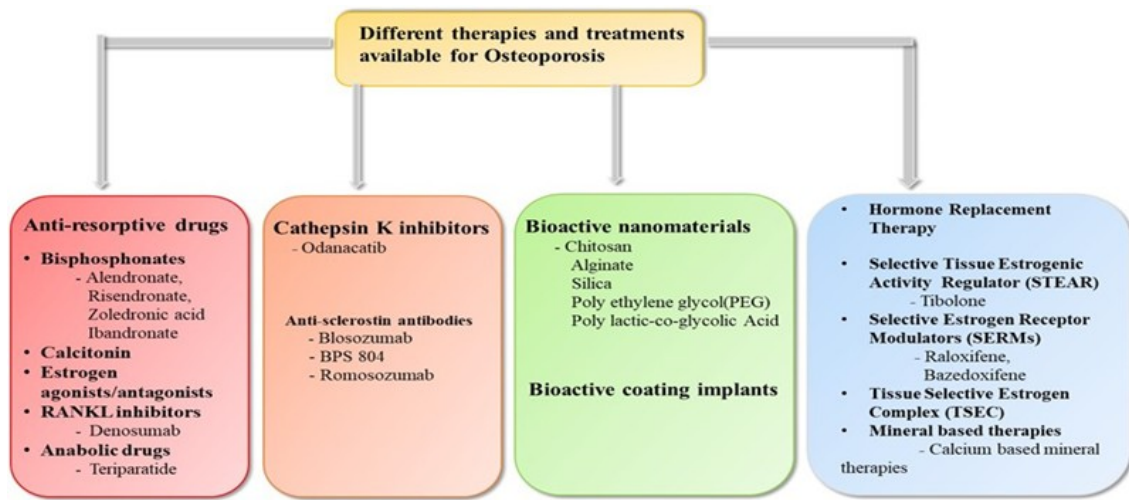 Different therapies and treatments
available for Osteoporosis
Anti-resorptive drugs
• Bisphosphonates
- Alendronate,
Risendronate,
Zoledronic acid
Ibandronate
• Calcitonin
• Estrogen
agonists/antagonists
• RANKL inhibitors
- Denosumab
• Anabolic drugs
- Teriparatide
Cathepsin K inhibitors
- Odanacatib
Anti-sclerostin antibodies
- Blosozumab
- BPS 804
- Romosozumab
Bioactive nanomaterials
- Chitosan
Alginate
Silica
Poly ethylene glycol(PEG)
Poly lactic-co-glycolic Acid
Bioactive coating implants
• Hormone Replacement
Therapy
• Selective Tissue Estrogenic
Activity Regulator (STEAR)
- Tibolone
• Selective Estrogen Receptor
Modulators (SERMs)
- Raloxifene,
Bazedoxifene
• Tissue Selective Estrogen
Complex (TSEC)
• Mineral based therapies
- Calcium based mineral
therapies